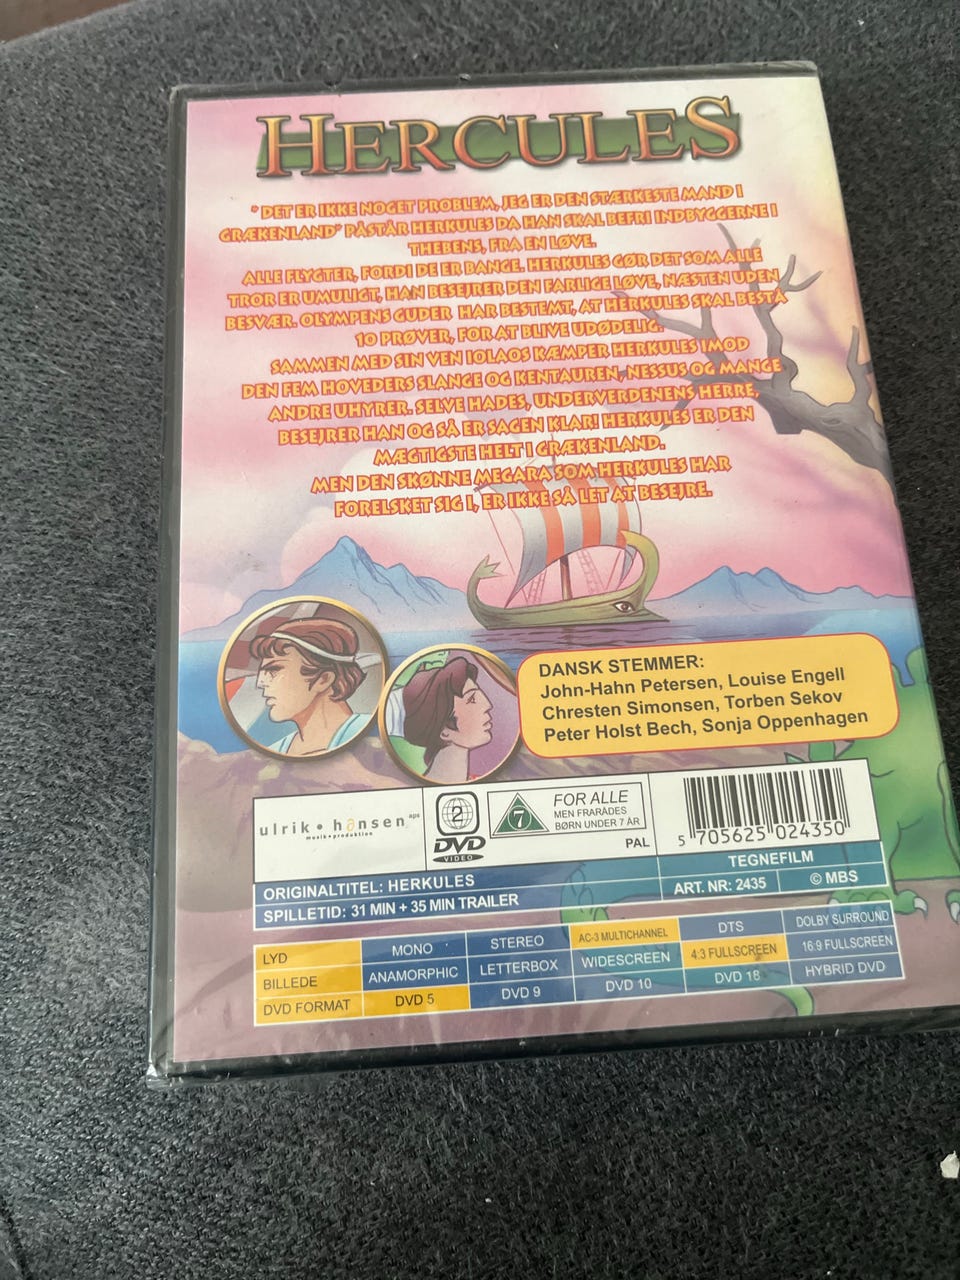 HERCULES
" DET ER IKKE NOGET PROBLEM, JEG ER DEN STÆRKESTE MAND I
GRÆKENLAND" PÅSTÅR HERKULES DA HAN SKAL BEFRI INDBYGGERNE I
THEBENS, FRA EN LØVE.
ALLE FLYGTER, FORDI DE ER BANGE. HERKULES GØR DET SOM ALLE
TROR ER UMULIGT, HAN BESEJRER DEN FARLIGE LØVE, NÆSTEN UDEN
BESVÆR. OLYMPENS GUDER HAR BESTEMT, AT HERKULES SKAL BESTÅ
10 PRØVER, FOR AT BLIVE UDØDELIG.
SAMMEN MED SIN VEN IOLAOS KÆMPER HERKULES IMOD
DEN FEM HOVEDERS SLANGE OG KENTAUREN, NESSUS OG MANGE
ANDRE UHYRER. SELVE HADES, UNDERVERDENENS HERRE,
BESEJRER HAN OG SÅ ER SAGEN KLAR! HERKULES ER DEN
MÆGTIGSTE HELT I GRÆKENLAND.
MEN DEN SKØNNE MEGARA SOM HERKULES HAR
FORELSKET SIG I, ER IKKE SÅ LET AT BESEJRE.
DANSK STEMMER:
John-Hahn Petersen, Louise Engell
Chresten Simonsen, Torben Sekov
Peter Holst Bech, Sonja Oppenhagen
ulrik • hansen aps
musik • produktion
2
DVD
VIDEO
7
FOR ALLE
MEN FRARÅDES
BØRN UNDER 7 ÅR
PAL
5 705625 024350
ORIGINALTITEL: HERKULES
SPILLETID: 31 MIN + 35 MIN TRAILER
TEGNEFILM
ART. NR: 2435 © MBS
LYD MONO STEREO AC-3 MULTICHANNEL DTS DOLBY SURROUND
BILLEDE ANAMORPHIC LETTERBOX WIDESCREEN 4:3 FULLSCREEN 16:9 FULLSCREEN
DVD FORMAT DVD 5 DVD 9 DVD 10 DVD 18 HYBRID DVD